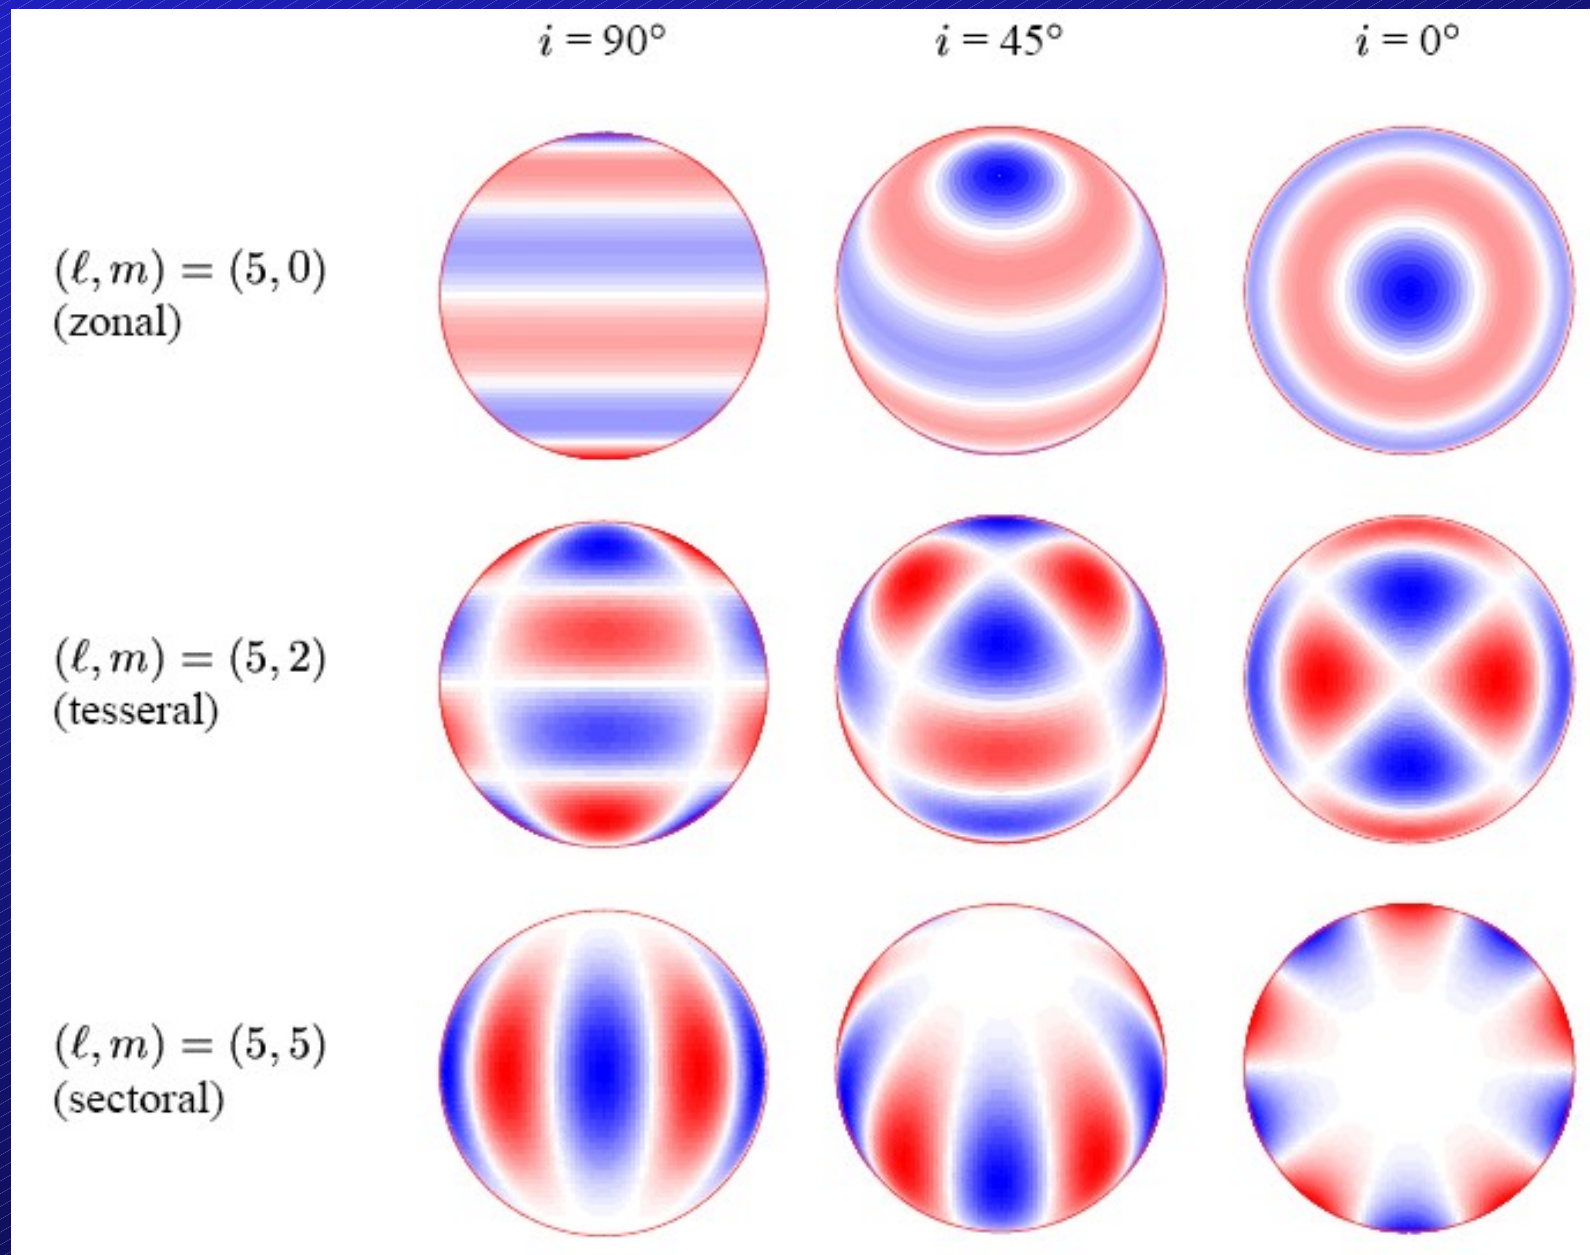 i = 90°
i = 45°
i = 0°
(ℓ, m) = (5, 0)
(zonal)
(ℓ, m) = (5, 2)
(tesseral)
(ℓ, m) = (5, 5)
(sectoral)